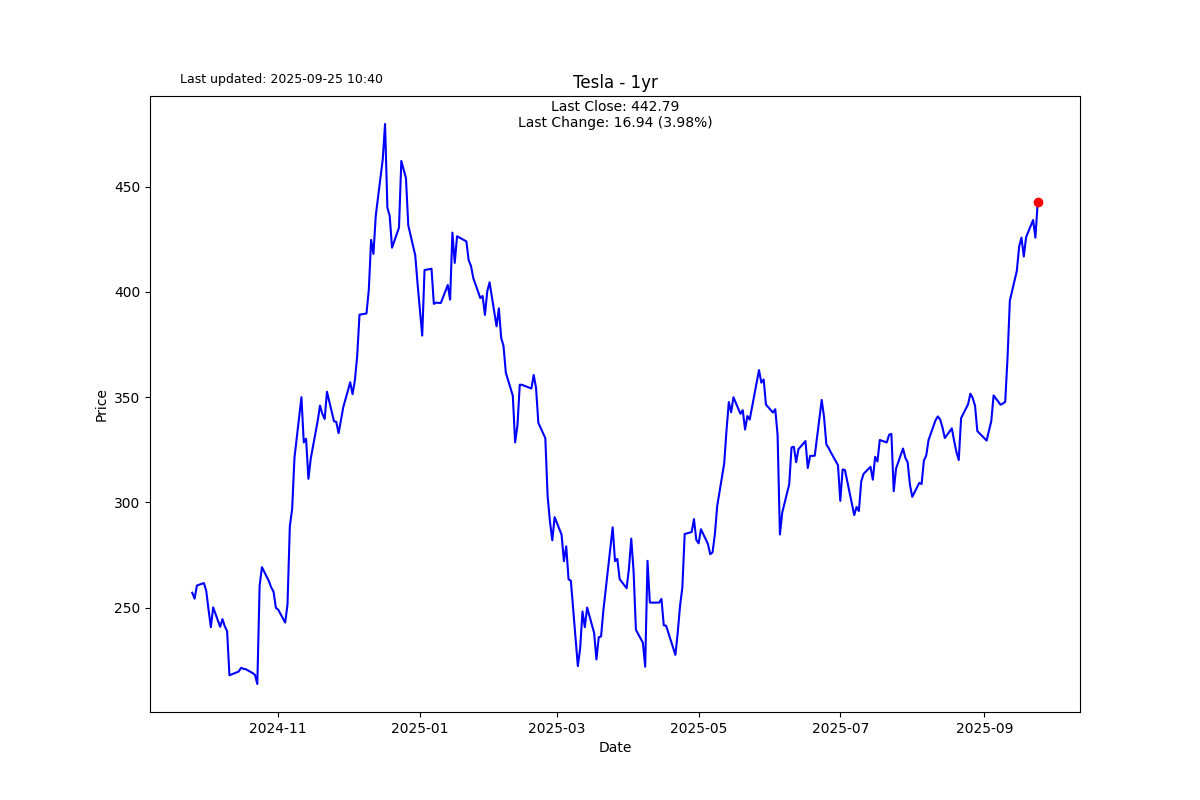 Last updated: 2025-09-25 10:40
Tesla - 1yr
Last Close: 442.79
Last Change: 16.94 (3.98%)
450
400
350
300
250
Price
2024-11
2025-01
2025-03
2025-05
2025-07
2025-09
Date